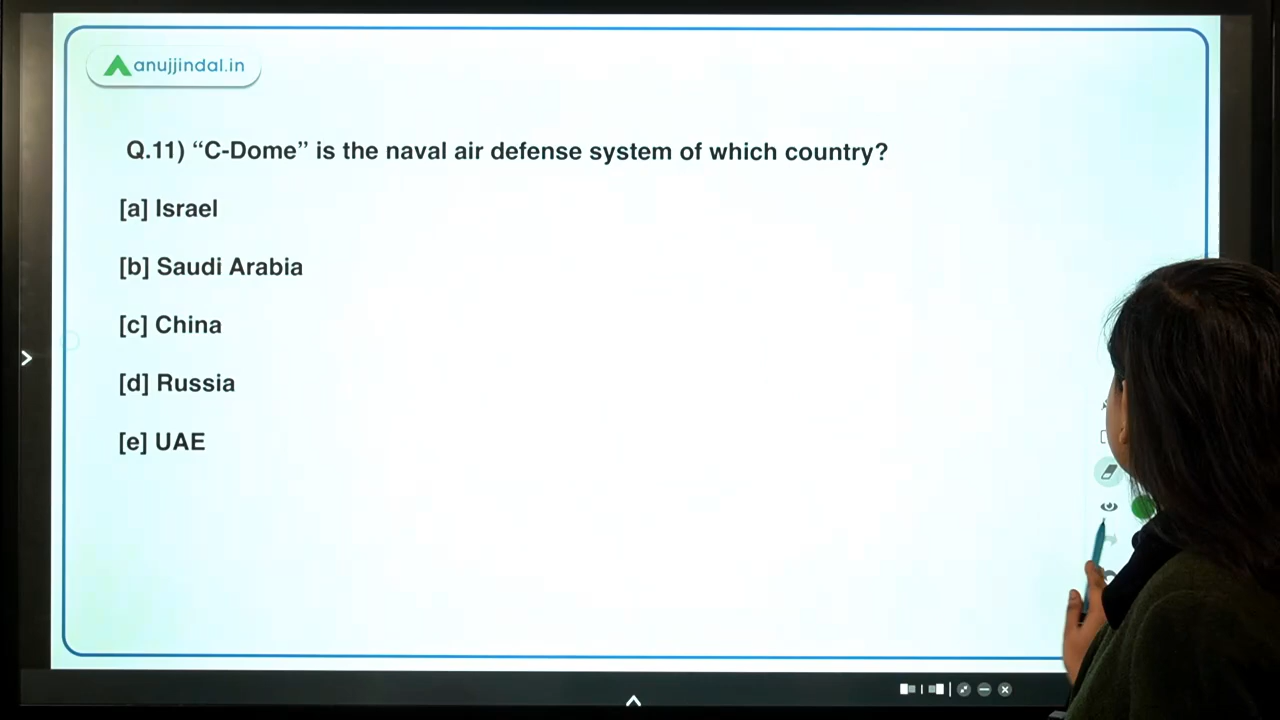 anujjindal.in
Q.11) “C-Dome” is the naval air defense system of which country?
[a] Israel
[b] Saudi Arabia
[c] China
[d] Russia
[e] UAE